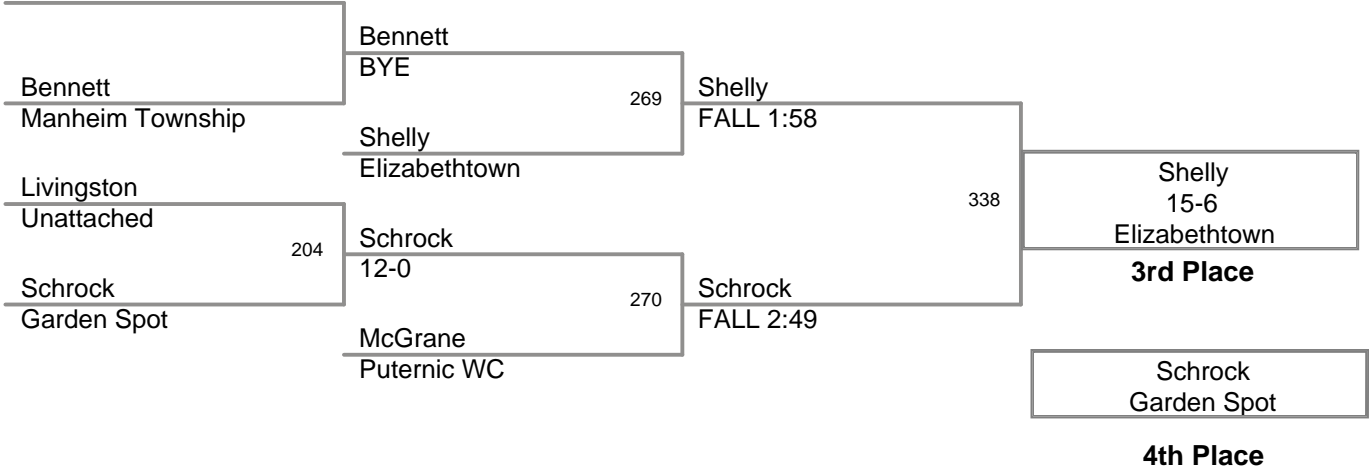 Bennett
Manheim Township
Livingston
Unattached
204
Schrock
Garden Spot
Bennett
BYE
269
Shelly
Elizabethtown
Schrock
12-0
270
McGrane
Puternic WC
Shelly
FALL 1:58
338
Schrock
FALL 2:49
Shelly
15-6
Elizabethtown
3rd Place
Schrock
Garden Spot
4th Place